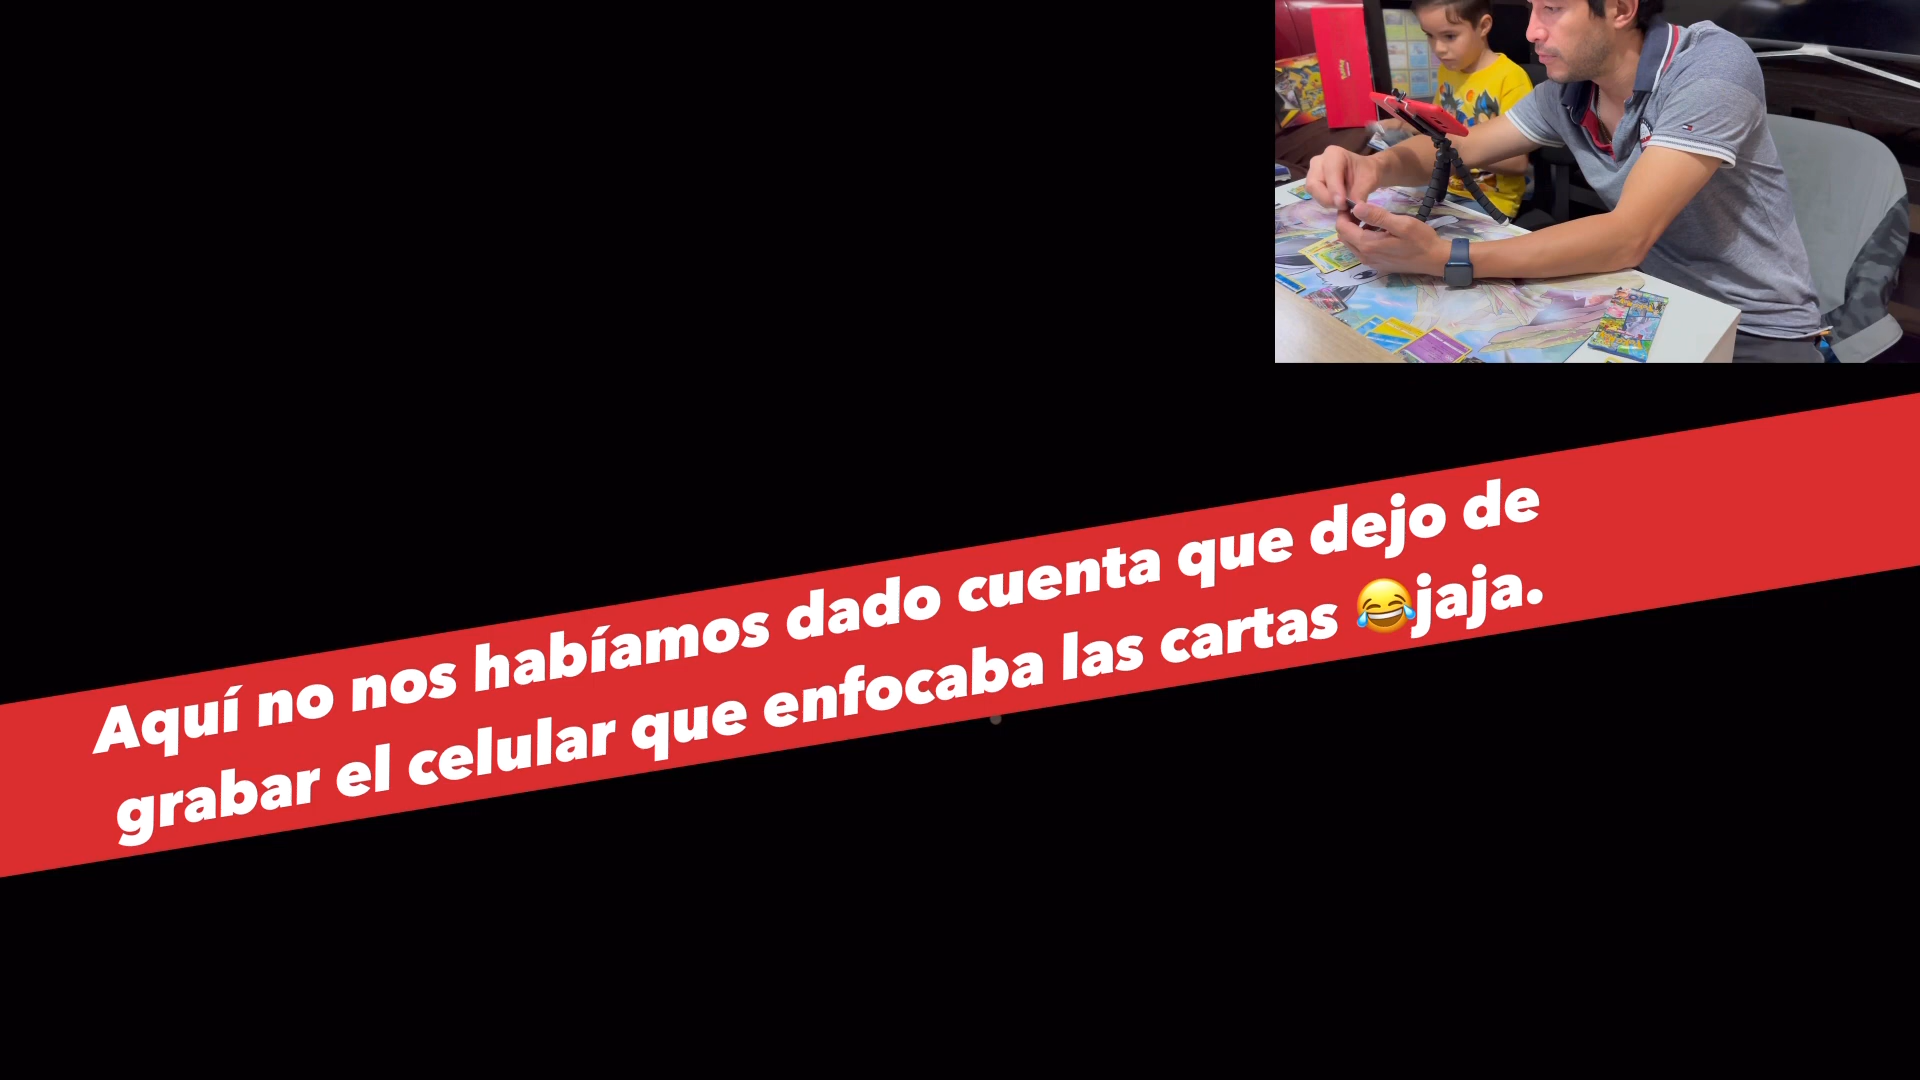 Aquí no nos habíamos dado cuenta que dejo de
grabar el celular que enfocaba las cartas 😂jaja.